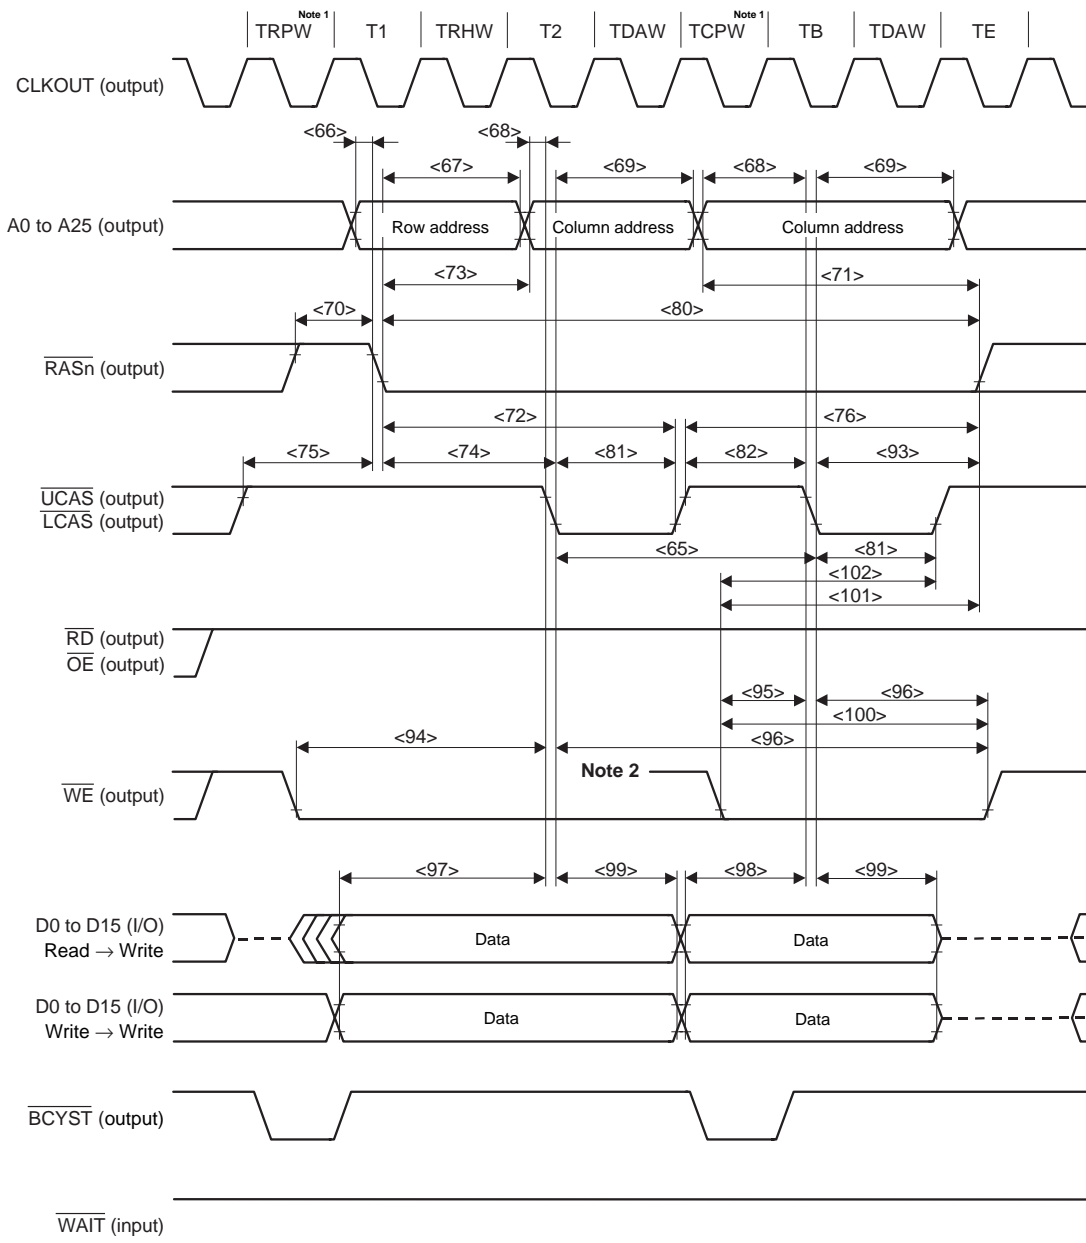 TRPW Note 1 T1 TRHW T2 TDAW TCPW Note 1 TB TDAW TE
CLKOUT (output)
<66> <68>
<67> <69> <68> <69>
A0 to A25 (output) Row address Column address Column address
<73> <71>
<70> <80>
RASn (output)
<72> <76>
<75> <74> <81> <82> <93>
UCAS (output)
LCAS (output)
<65> <81>
<102>
<101>
RD (output)
OE (output)
<95> <96>
<100>
<94> <96>
Note 2
WE (output)
<97> <99> <98> <99>
D0 to D15 (I/O)
Read → Write
Data Data
D0 to D15 (I/O)
Write → Write
Data Data
BCYST (output)
WAIT (input)